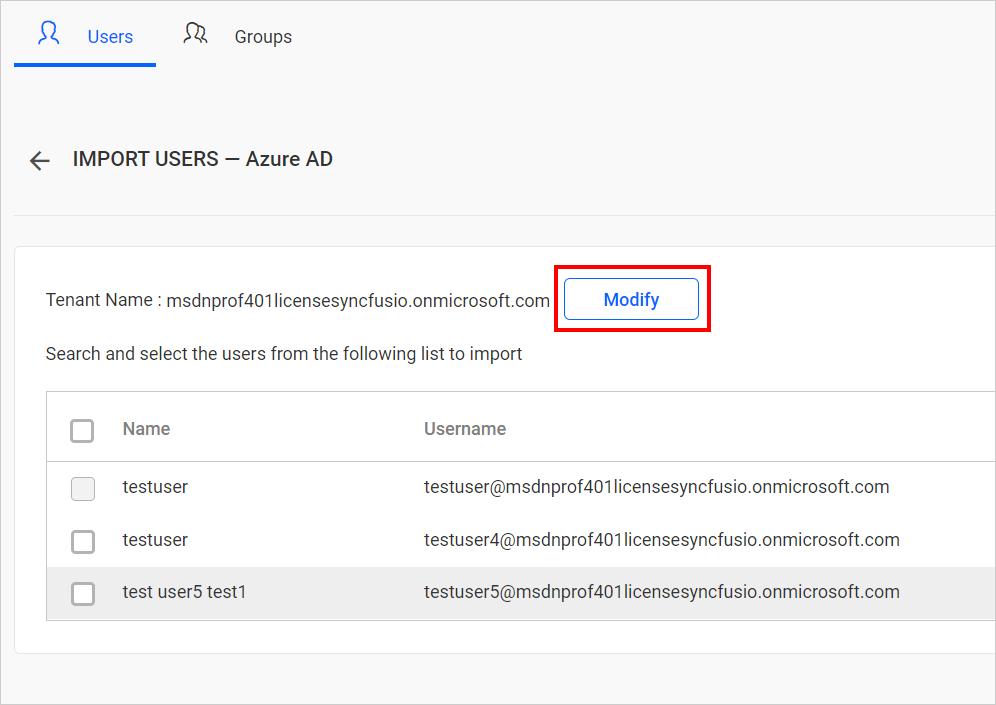 Users Groups
IMPORT USERS — Azure AD
Tenant Name : msdnprof401licensesyncfusio.onmicrosoft.com Modify
Search and select the users from the following list to import
Name Username
testuser testuser@msdnprof401licensesyncfusio.onmicrosoft.com
testuser testuser4@msdnprof401licensesyncfusio.onmicrosoft.com
test user5 test1 testuser5@msdnprof401licensesyncfusio.onmicrosoft.com